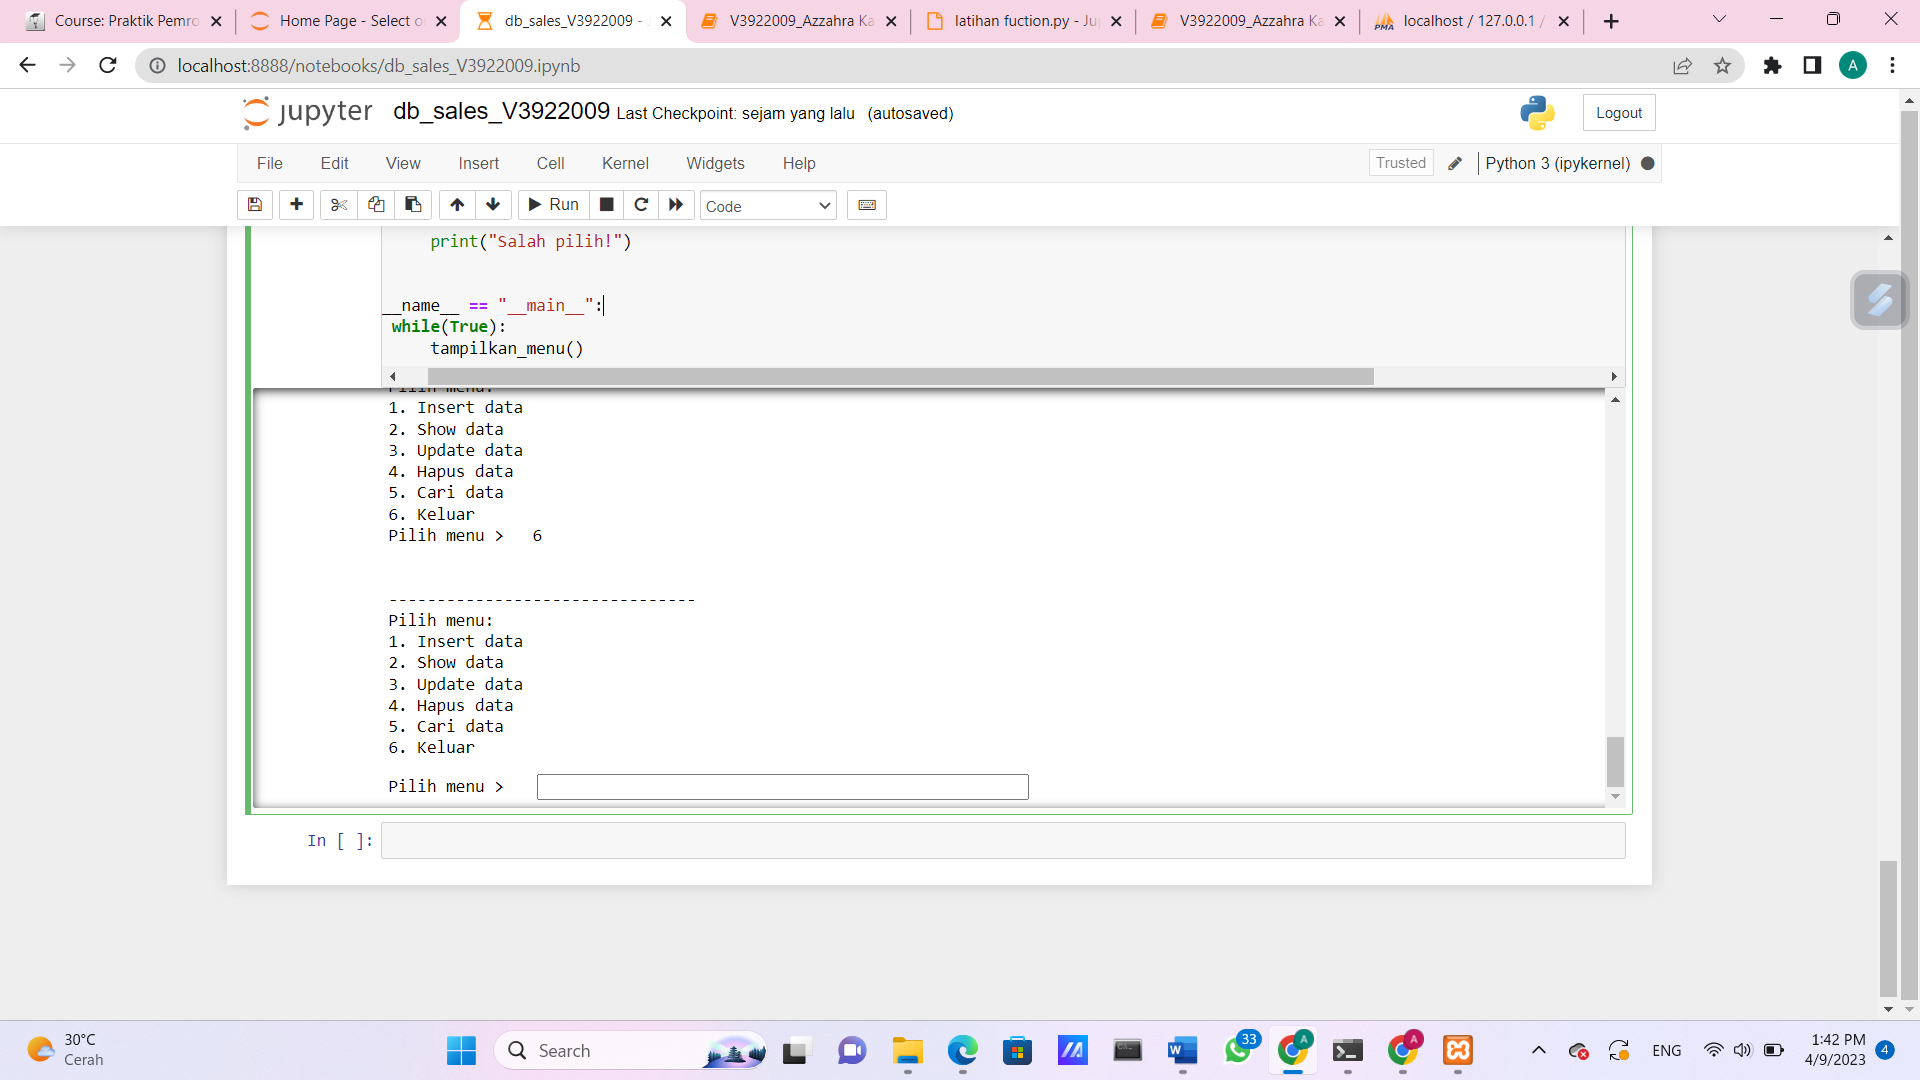 Course: Praktik Pemro
Home Page - Select o
db_sales_V3922009 -
V3922009_Azzahra Ka
latihan fuction.py - Ju
V3922009_Azzahra Ka
localhost / 127.0.0.1 /
localhost:8888/notebooks/db_sales_V3922009.ipynb
A
jupyter db_sales_V3922009 Last Checkpoint: sejam yang lalu (autosaved)
Logout
File Edit View Insert Cell Kernel Widgets Help
Trusted
Python 3 (ipykernel)
Run
Code
print("Salah pilih!")
__name__ == "__main__":
while(True):
tampilkan_menu()
Pilih menu:
1. Insert data
2. Show data
3. Update data
4. Hapus data
5. Cari data
6. Keluar
Pilih menu > 6
--------------------------------
Pilih menu:
1. Insert data
2. Show data
3. Update data
4. Hapus data
5. Cari data
6. Keluar
Pilih menu >
In [ ]:
30°C
Cerah
Search
33
A
A
ENG
1:42 PM
4/9/2023
4